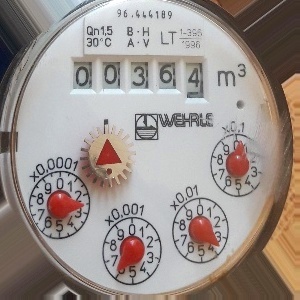 96.444189
Qn1,5 B·H LT 1-395
30°C A·V 1996
00364 m³
WEHRLE
x0,1
x0,0001
x0,01
x0,001